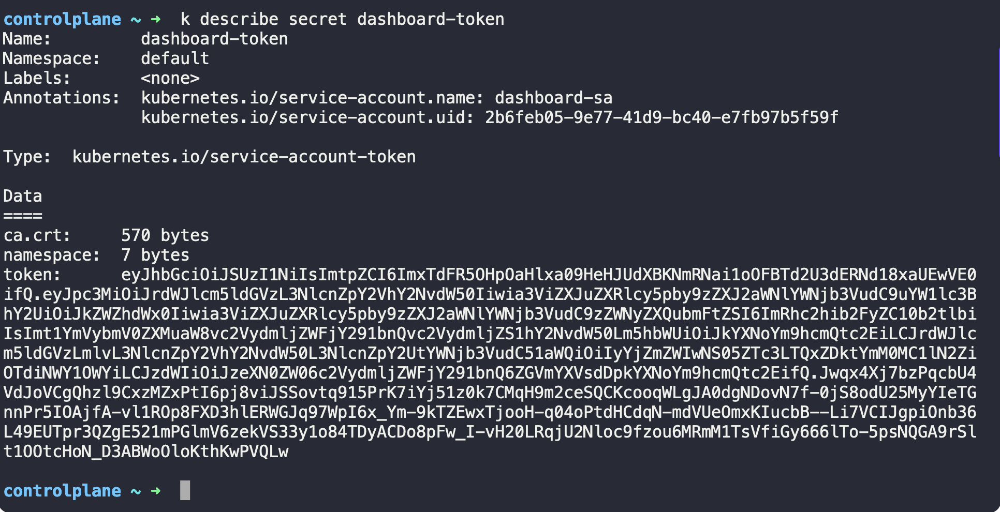 controlplane ~ ➜  k describe secret dashboard-token
Name:         dashboard-token
Namespace:    default
Labels:       <none>
Annotations:  kubernetes.io/service-account.name: dashboard-sa
              kubernetes.io/service-account.uid: 2b6feb05-9e77-41d9-bc40-e7fb97b5f59f
Type:  kubernetes.io/service-account-token
Data
====
ca.crt:     570 bytes
namespace:  7 bytes
token:      eyJhbGciOiJSUzI1NiIsImtpZCI6ImxTdFR5OHpOaHlxa09HeHJUdXBKNmRNai1oOFBTd2U3dERNd18xaUEwVE0
ifQ.eyJpc3MiOiJrdWJlcm5ldGVzL3NlcnZpY2VhY2NvdW50Iiwia3ViZXJuZXRlcy5pby9zZXJ2aWNlYWNjb3VudC9uYW1lc3B
hY2UiOiJkZWZhdWx0Iiwia3ViZXJuZXRlcy5pby9zZXJ2aWNlYWNjb3VudC9zZWNyZXQubmFtZSI6ImRhc2hib2FyZC10b2tlbi
IsImt1YmVybmV0ZXMuaW8vc2VydmljZWFjY291bnQvc2VydmljZS1hY2NvdW50Lm5hbWUiOiJkYXNoYm9hcmQtc2EiLCJrdWJlc
m5ldGVzLmlvL3NlcnZpY2VhY2NvdW50L3NlcnZpY2UtYWNjb3VudC51aWQiOiIyYjZmZWIwNS05ZTc3LTQxZDktYmM0MC1lN2Zi
OTdiNWY1OWYiLCJzdWIiOiJzeXN0ZW06c2VydmljZWFjY291bnQ6ZGVmYXVsdDpkYXNoYm9hcmQtc2EifQ.Jwqx4Xj7bzPqcbU4
VdJoVCgQhzl9CxzMZxPtI6pj8viJSSovtq915PrK7iYj51z0k7CMqH9m2ceSQCKcooqWLgJA0dgNDovN7f-0jS8odU25MyYIeTG
nnPr5IOAjfA-vl1ROp8FXD3hlERWGJq97WpI6x_Ym-9kTZEwxTjooH-q04oPtdHCdqN-mdVUeOmxKIucbB--Li7VCIJgpiOnb36
L49EUTpr3QZgE521mPGlmV6zekVS33y1o84TDyACDo8pFw_I-vH20LRqjU2Nloc9fzou6MRmM1TsVfiGy666lTo-5psNQGA9rSl
t1OOtcHoN_D3ABWoOloKthKwPVQLw
controlplane ~ ➜